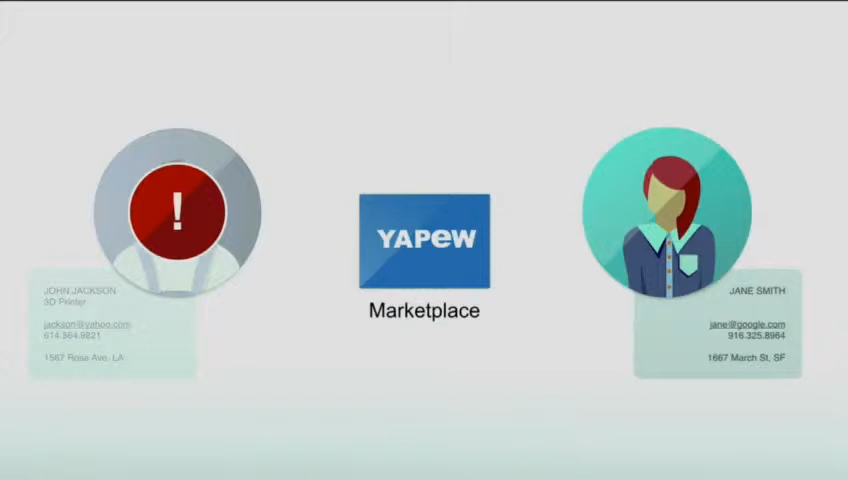 YAPeW
Marketplace
JOHN JACKSON
3D Printer
jackson@yahoo.com
614.364.9821
1567 Rose Ave, LA
JANE SMITH
jane@google.com
916.325.8964
1667 March St, SF